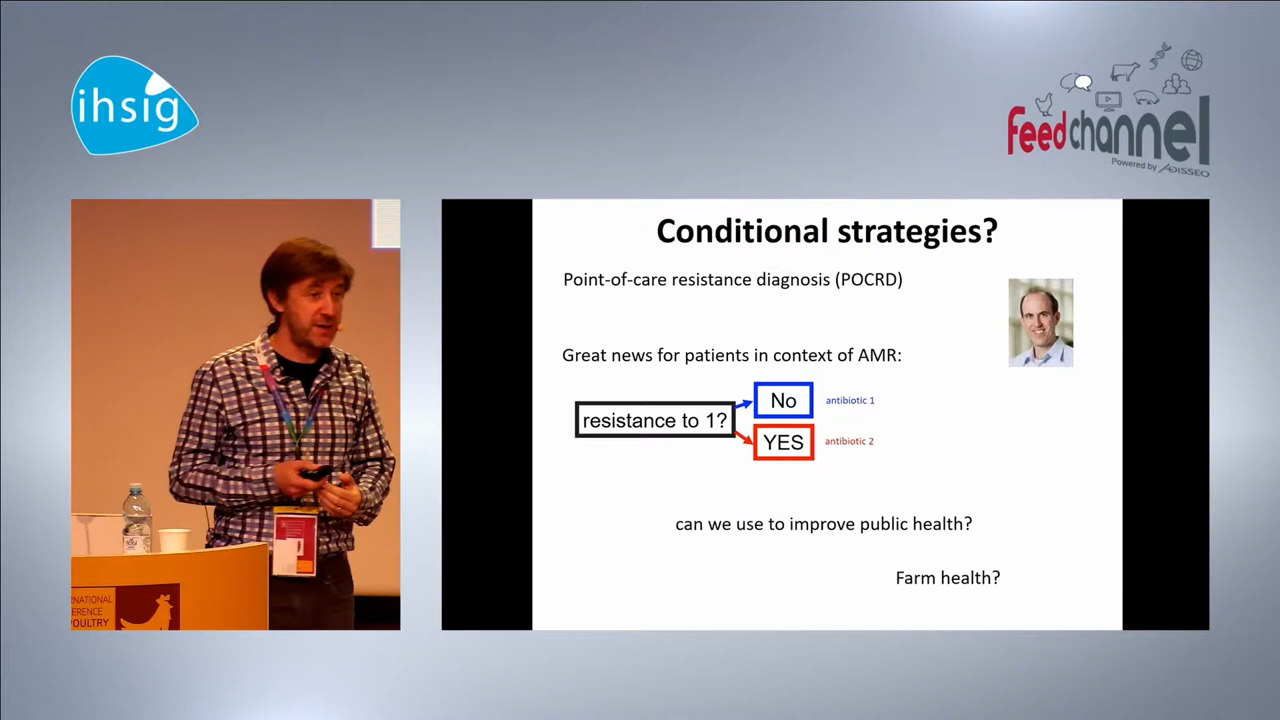 ihsig
feedchannel
Powered by ADISSEO
Conditional strategies?
Point-of-care resistance diagnosis (POCRD)
Great news for patients in context of AMR:
resistance to 1?
No
antibiotic 1
YES
antibiotic 2
can we use to improve public health?
Farm health?
RNATIONAL
ERENCE
OULTRY